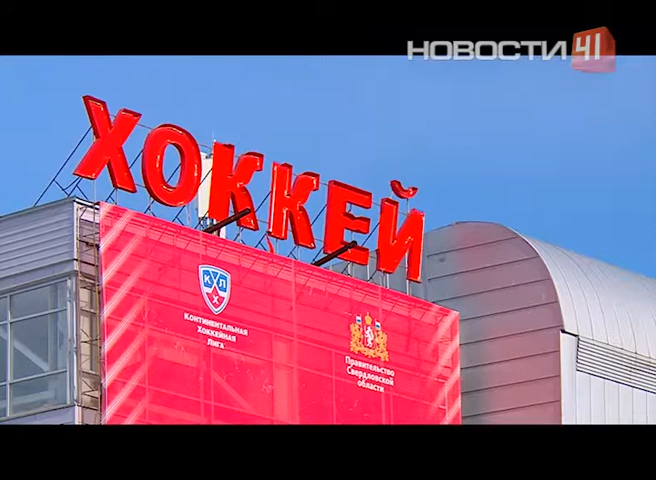 НОВОСТИ 41
ХОККЕЙ
КХЛ
КОНТИНЕНТАЛЬНАЯ
ХОККЕЙНАЯ
ЛИГА
Правительство
Свердловской
области